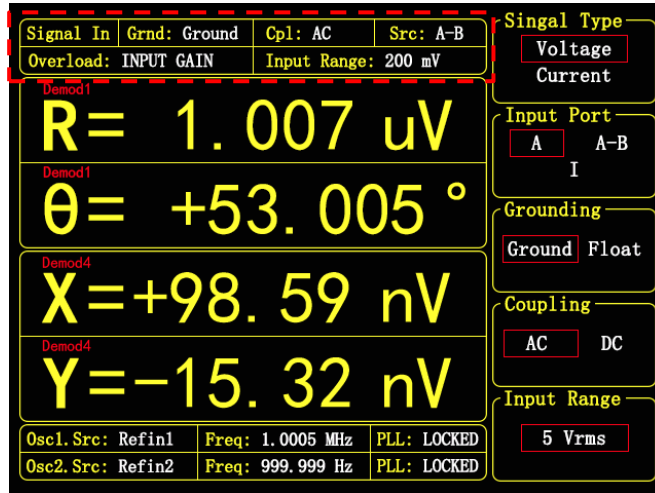 Signal In Grnd: Ground Cpl: AC Src: A-B
Overload: INPUT GAIN Input Range: 200 mV
Demod1
R= 1.007 uV
Demod1
θ= +53.005 °
Demod4
X=+98.59 nV
Demod4
Y=-15.32 nV
Osc1.Src: Refin1 Freq: 1.0005 MHz PLL: LOCKED
Osc2.Src: Refin2 Freq: 999.999 Hz PLL: LOCKED
Singal Type
Voltage
Current
Input Port
A A-B
I
Grounding
Ground Float
Coupling
AC DC
Input Range
5 Vrms